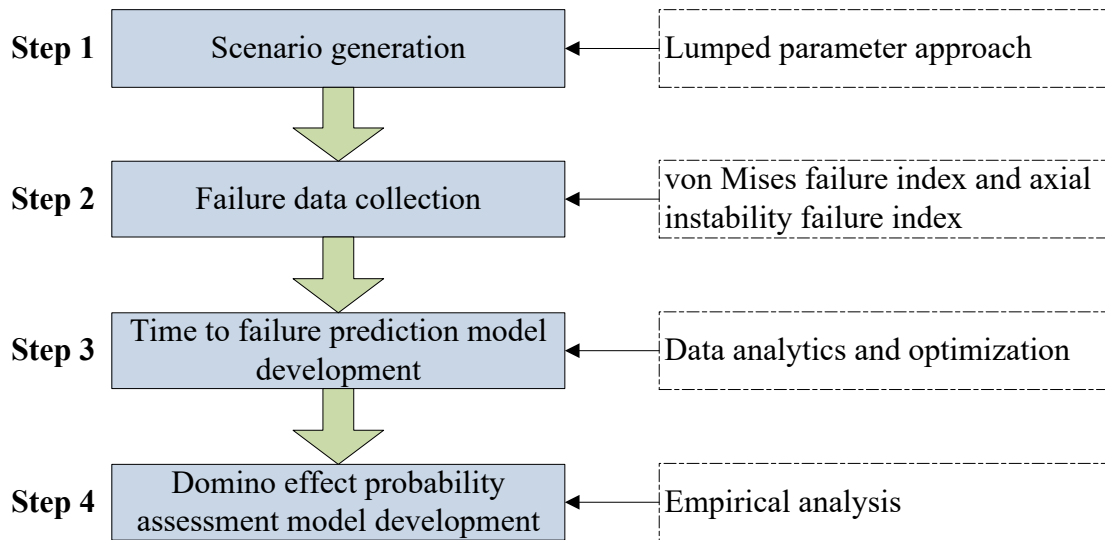 Step 1
Scenario generation
Lumped parameter approach
Step 2
Failure data collection
von Mises failure index and axial
instability failure index
Step 3
Time to failure prediction model
development
Data analytics and optimization
Step 4
Domino effect probability
assessment model development
Empirical analysis